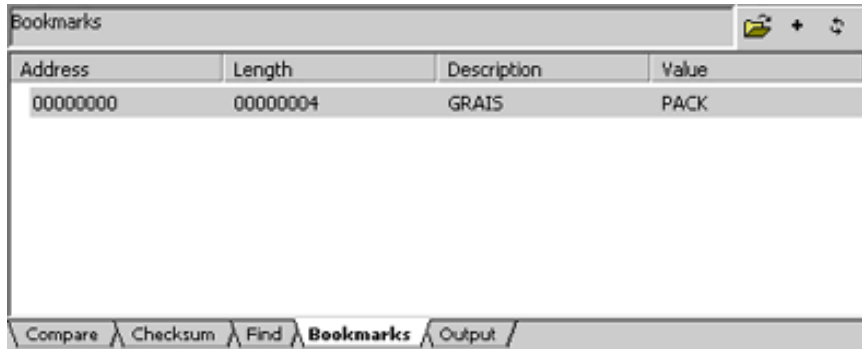 Bookmarks
Address Length Description Value
00000000 00000004 GRAIS PACK
Compare Checksum Find Bookmarks Output